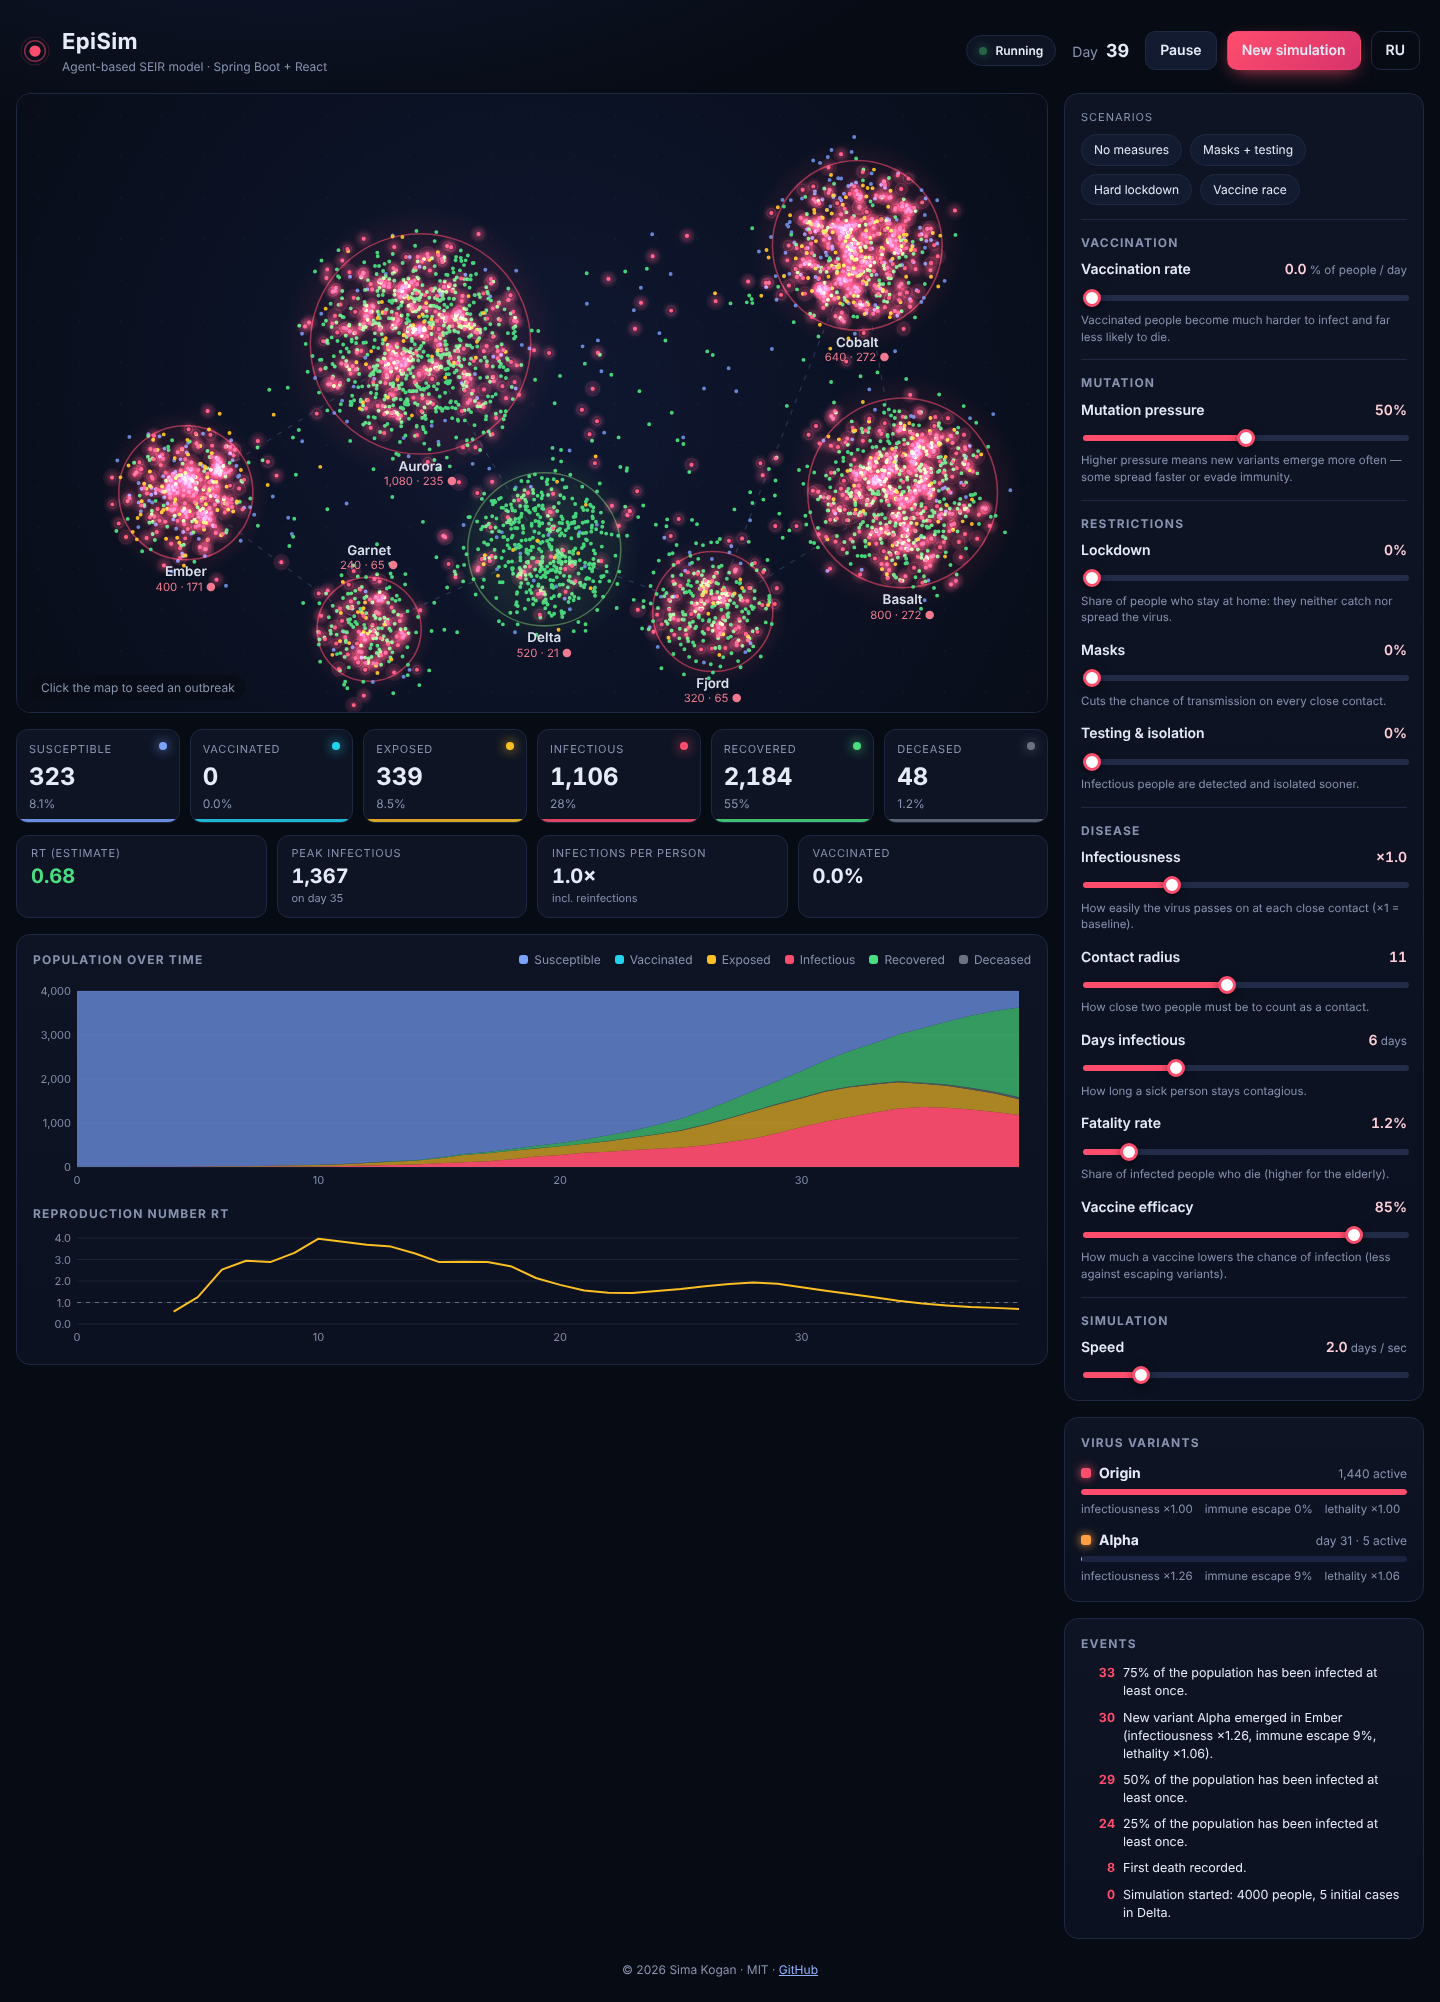 EpiSim
Agent-based SEIR model · Spring Boot + React
Running
Day 39
Pause
New simulation
RU
Cobalt
640 · 272
Aurora
1,080 · 235
Ember
400 · 171
Garnet
240 · 65
Delta
520 · 21
Basalt
800 · 272
Fjord
320 · 65
Click the map to seed an outbreak
SUSCEPTIBLE
323
8.1%
VACCINATED
0
0.0%
EXPOSED
339
8.5%
INFECTIOUS
1,106
28%
RECOVERED
2,184
55%
DECEASED
48
1.2%
RT (ESTIMATE)
0.68
PEAK INFECTIOUS
1,367
on day 35
INFECTIONS PER PERSON
1.0×
incl. reinfections
VACCINATED
0.0%
POPULATION OVER TIME
Susceptible Vaccinated Exposed Infectious Recovered Deceased
4,000
3,000
2,000
1,000
0
0 10 20 30
REPRODUCTION NUMBER RT
4.0
3.0
2.0
1.0
0.0
0 10 20 30
SCENARIOS
No measures
Masks + testing
Hard lockdown
Vaccine race
VACCINATION
Vaccination rate 0.0 % of people / day
Vaccinated people become much harder to infect and far
less likely to die.
MUTATION
Mutation pressure 50%
Higher pressure means new variants emerge more often —
some spread faster or evade immunity.
RESTRICTIONS
Lockdown 0%
Share of people who stay at home: they neither catch nor
spread the virus.
Masks 0%
Cuts the chance of transmission on every close contact.
Testing & isolation 0%
Infectious people are detected and isolated sooner.
DISEASE
Infectiousness ×1.0
How easily the virus passes on at each close contact (×1 =
baseline).
Contact radius 11
How close two people must be to count as a contact.
Days infectious 6 days
How long a sick person stays contagious.
Fatality rate 1.2%
Share of infected people who die (higher for the elderly).
Vaccine efficacy 85%
How much a vaccine lowers the chance of infection (less
against escaping variants).
SIMULATION
Speed 2.0 days / sec
VIRUS VARIANTS
Origin 1,440 active
infectiousness ×1.00 immune escape 0% lethality ×1.00
Alpha day 31 · 5 active
infectiousness ×1.26 immune escape 9% lethality ×1.06
EVENTS
33 75% of the population has been infected at
least once.
30 New variant Alpha emerged in Ember
(infectiousness ×1.26, immune escape 9%,
lethality ×1.06).
29 50% of the population has been infected at
least once.
24 25% of the population has been infected at
least once.
8 First death recorded.
0 Simulation started: 4000 people, 5 initial cases
in Delta.
© 2026 Sima Kogan · MIT · GitHub